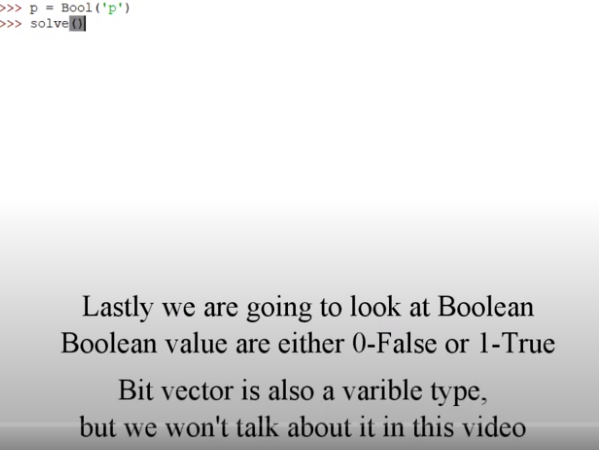 >>> p = Bool('p')
>>> solve()
Lastly we are going to look at Boolean
Boolean value are either 0-False or 1-True
Bit vector is also a varible type,
but we won't talk about it in this video